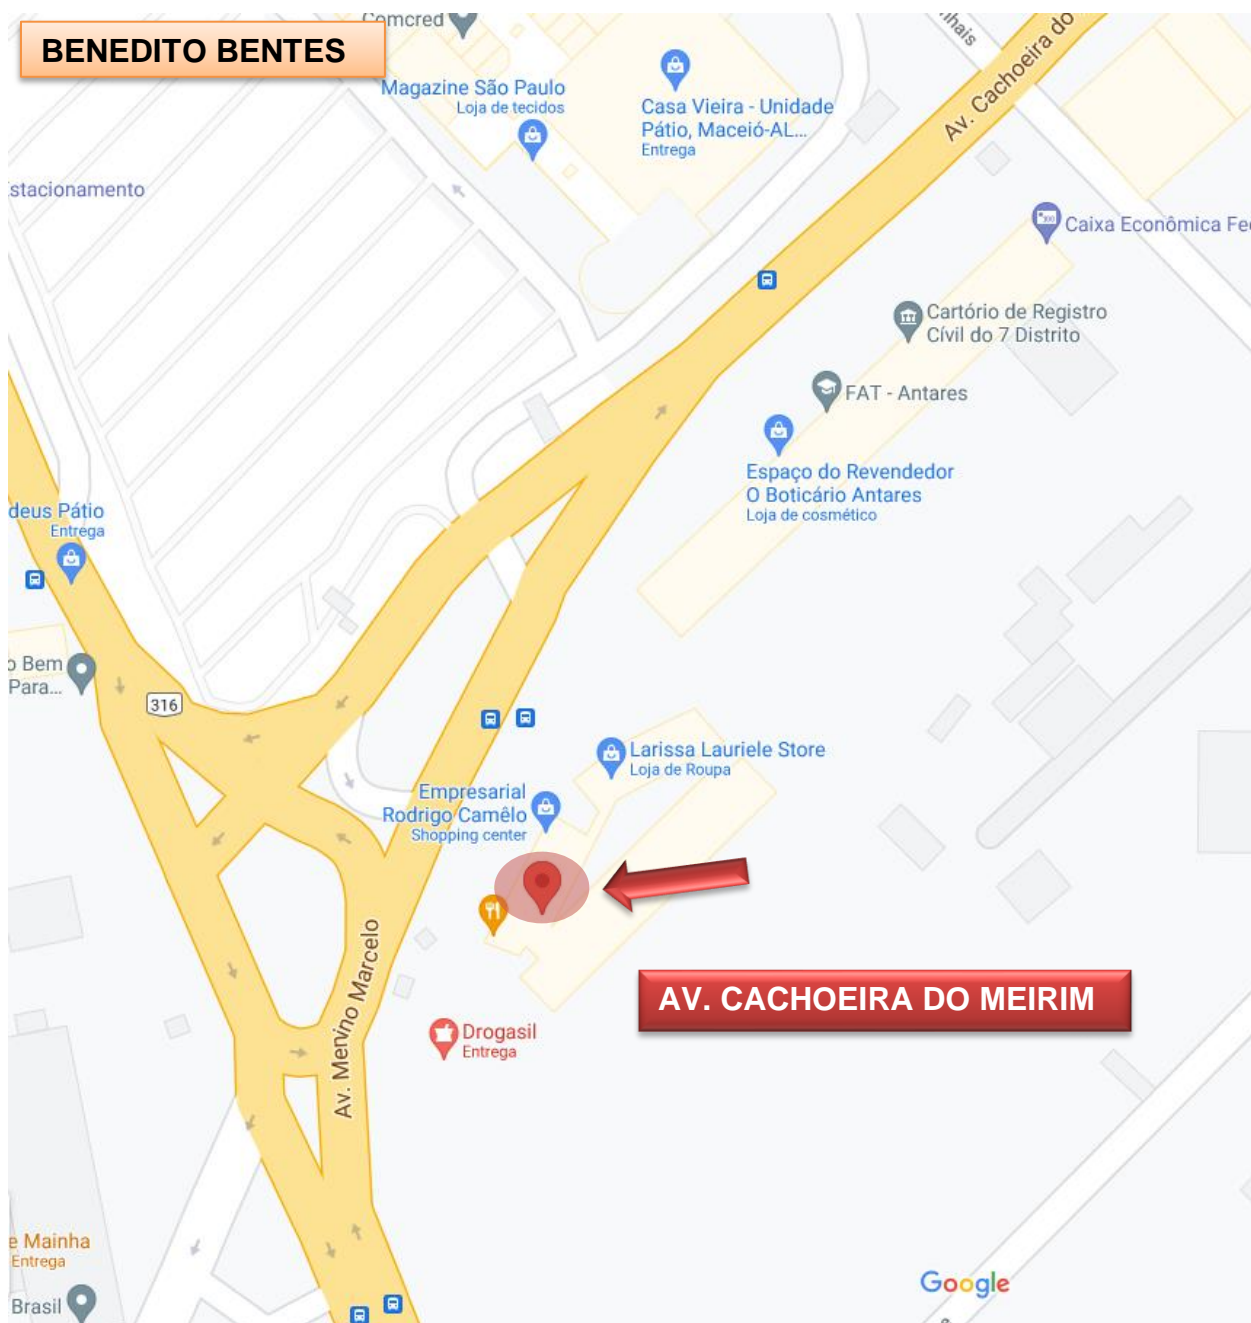 Comcred
BENEDITO BENTES
Av. Cachoeira do
Magazine São Paulo
Loja de tecidos
Casa Vieira - Unidade
Pátio, Maceió-AL...
Entrega
stacionamento
Caixa Econômica Fe
Cartório de Registro
Cívil do 7 Distrito
FAT - Antares
Espaço do Revendedor
O Boticário Antares
Loja de cosmético
deus Pátio
Entrega
o Bem
Para...
316
Larissa Lauriele Store
Loja de Roupa
Empresarial
Rodrigo Camêlo
Shopping center
Av. Mervino Marcelo
AV. CACHOEIRA DO MEIRIM
Drogasil
Entrega
e Mainha
Entrega
Brasil
Google